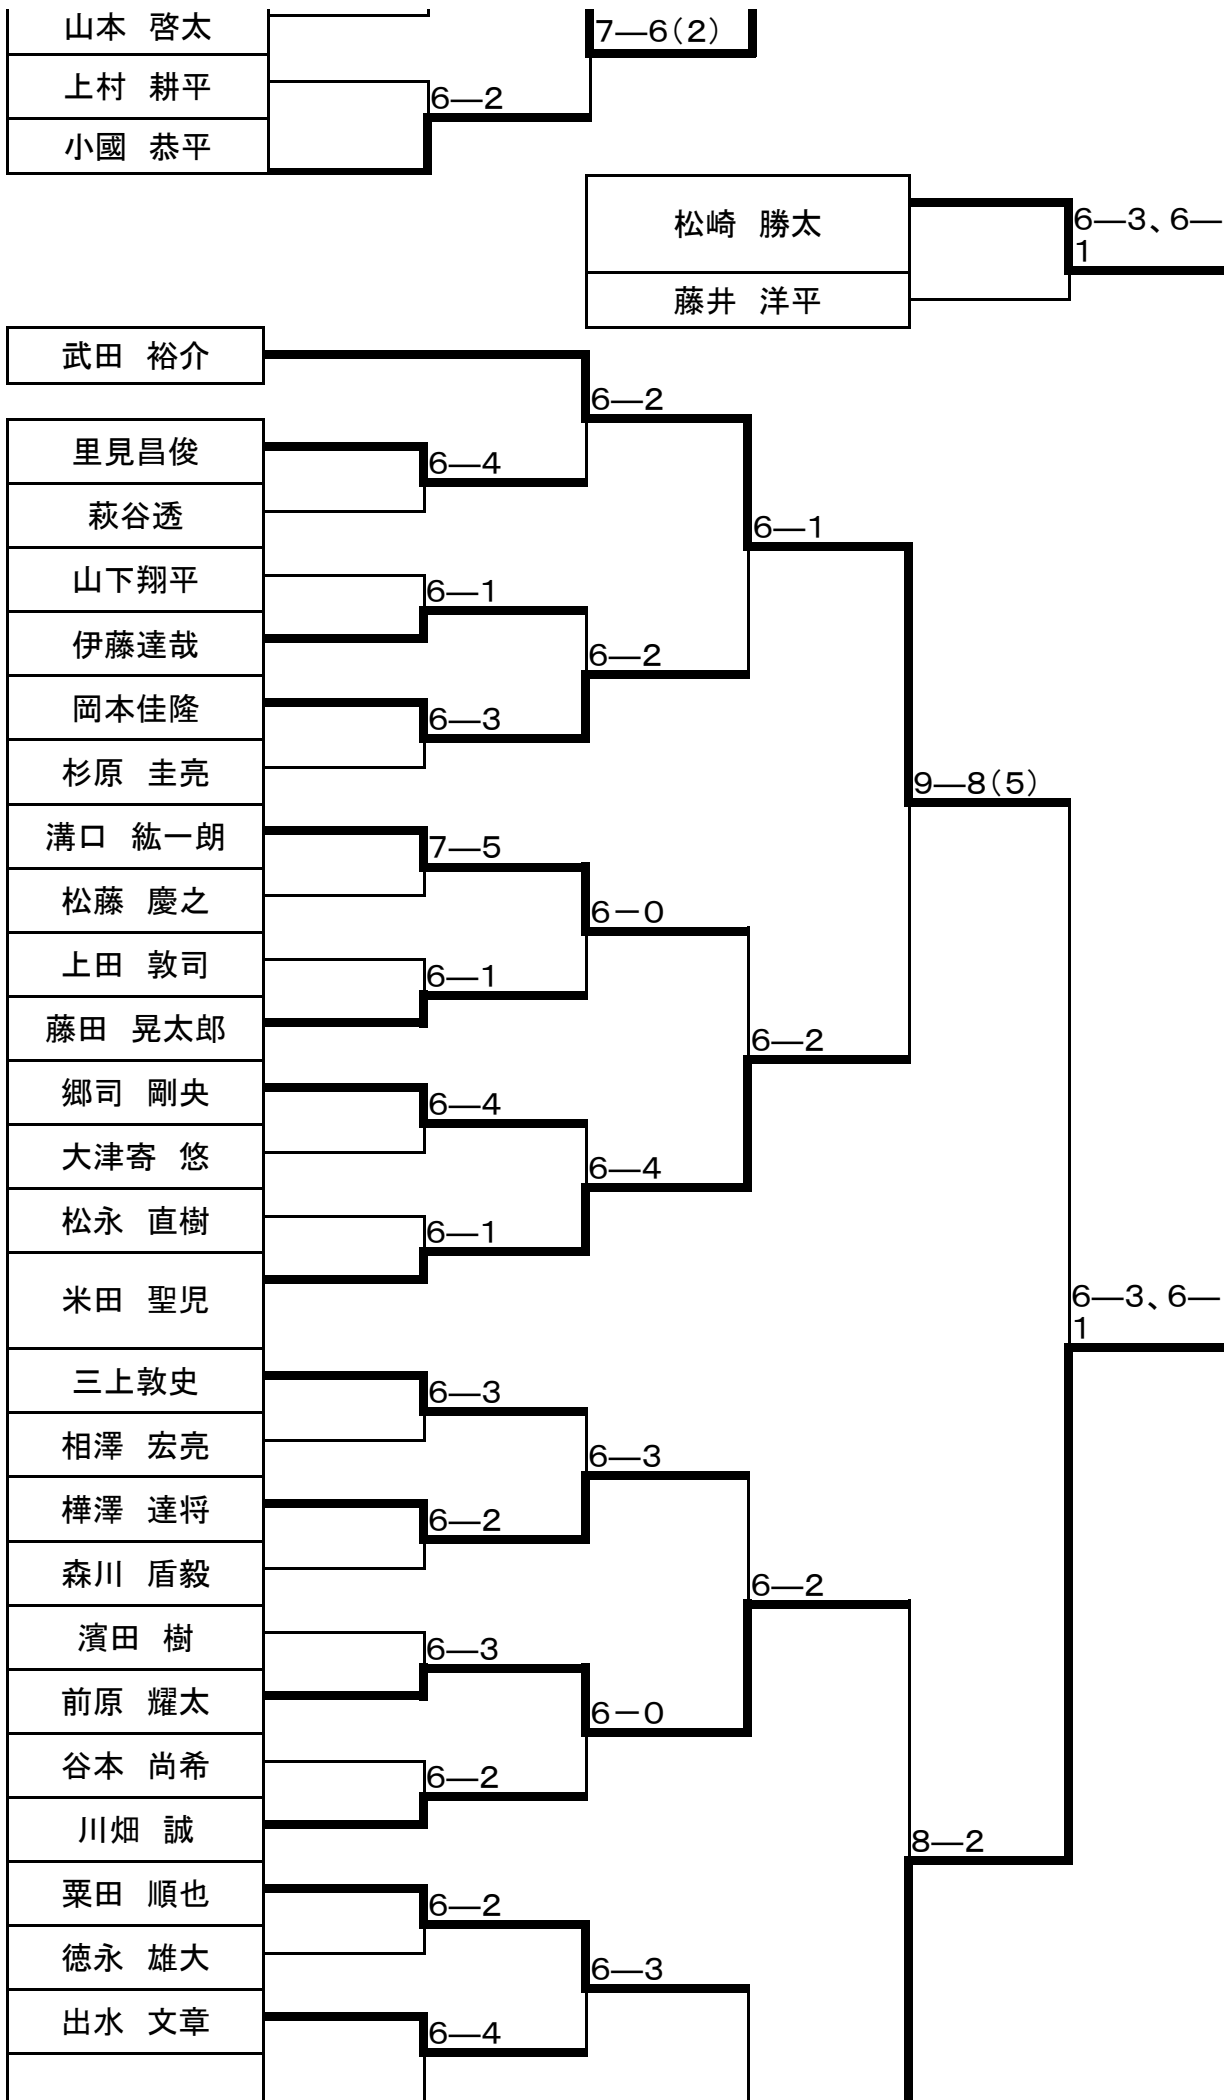 山本 啓太
7―6(2)
上村 耕平
6―2
小國 恭平
松崎 勝太
6―3、6―
1
藤井 洋平
武田 裕介
6―2
里見昌俊
6―4
萩谷透
6―1
山下翔平
6―1
伊藤達哉
6―2
岡本佳隆
6―3
杉原 圭亮
9―8(5)
溝口 紘一朗
7―5
松藤 慶之
6－0
上田 敦司
6―1
藤田 晃太郎
6―2
郷司 剛央
6―4
大津寄 悠
6―4
松永 直樹
6―1
米田 聖児
6―3、6―
1
三上敦史
6―3
相澤 宏亮
6―3
樺澤 達将
6―2
森川 盾毅
6―2
濱田 樹
6―3
前原 耀太
6－0
谷本 尚希
6―2
川畑 誠
8―2
粟田 順也
6―2
徳永 雄大
6―3
出水 文章
6―4